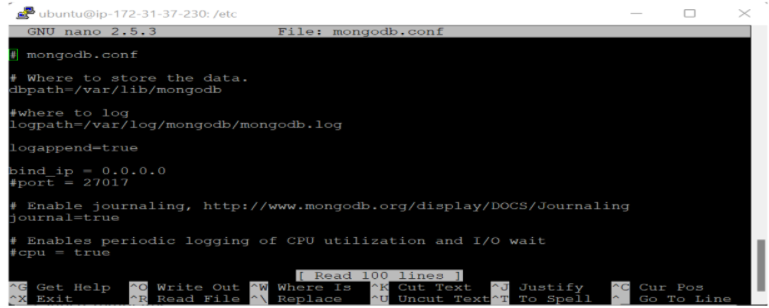 ubuntu@ip-172-31-37-230: /etc
GNU nano 2.5.3 File: mongodb.conf
# mongodb.conf
# Where to store the data.
dbpath=/var/lib/mongodb
#where to log
logpath=/var/log/mongodb/mongodb.log
logappend=true
bind_ip = 0.0.0.0
#port = 27017
# Enable journaling, http://www.mongodb.org/display/DOCS/Journaling
journal=true
# Enables periodic logging of CPU utilization and I/O wait
#cpu = true
[ Read 100 lines ]
^G Get Help ^O Write Out ^W Where Is ^K Cut Text ^J Justify ^C Cur Pos
^X Exit ^R Read File ^\ Replace ^U Uncut Text ^T To Spell ^_ Go To Line